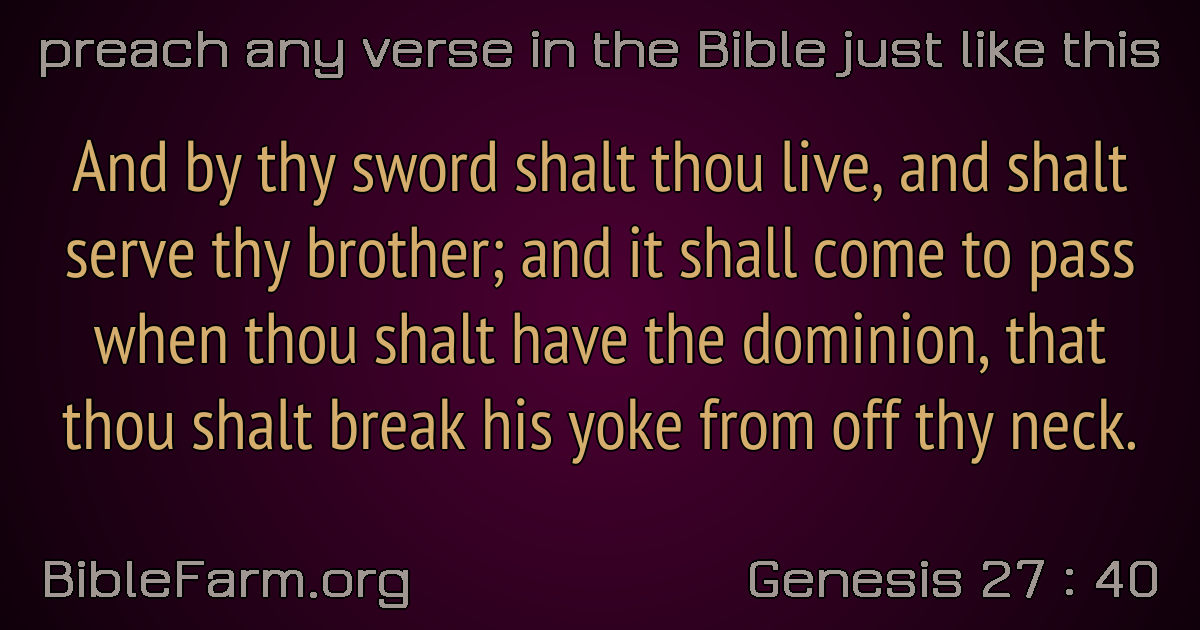 preach any verse in the Bible just like this
And by thy sword shalt thou live, and shalt
serve thy brother; and it shall come to pass
when thou shalt have the dominion, that
thou shalt break his yoke from off thy neck.
BibleFarm.org
Genesis 27 : 40